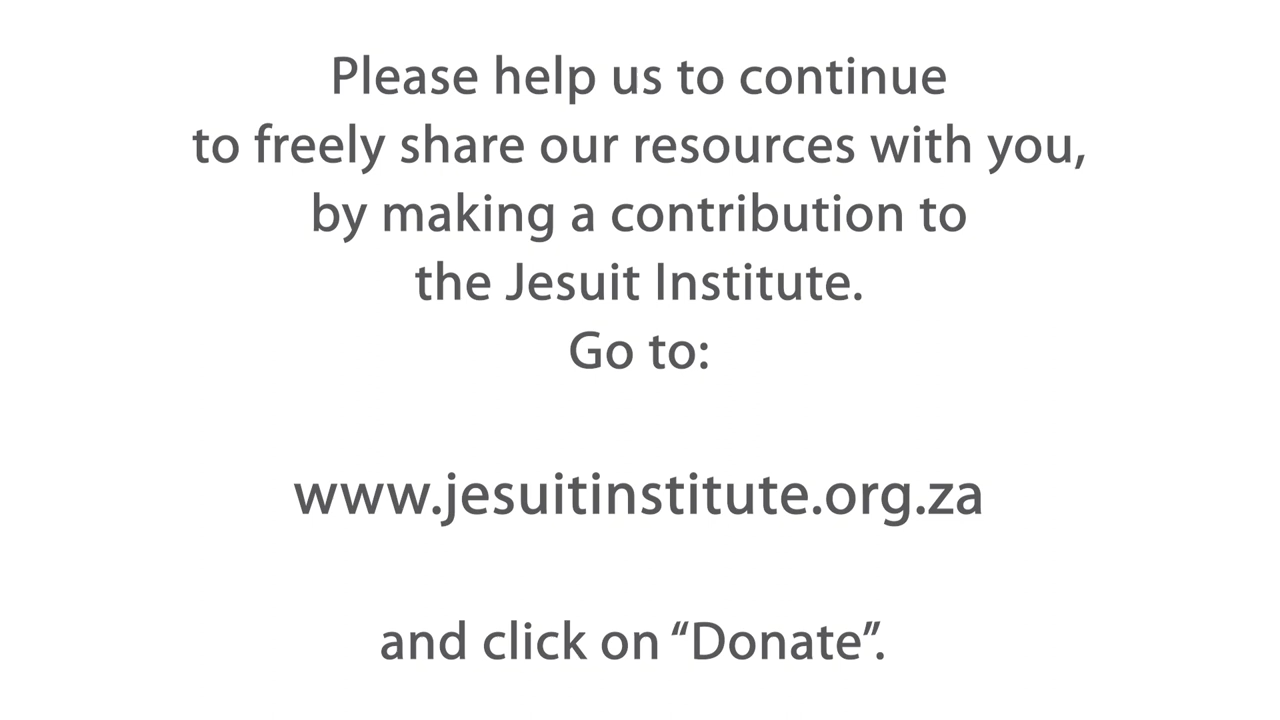 Please help us to continue
to freely share our resources with you,
by making a contribution to
the Jesuit Institute.
Go to:
www.jesuitinstitute.org.za
and click on “Donate”.